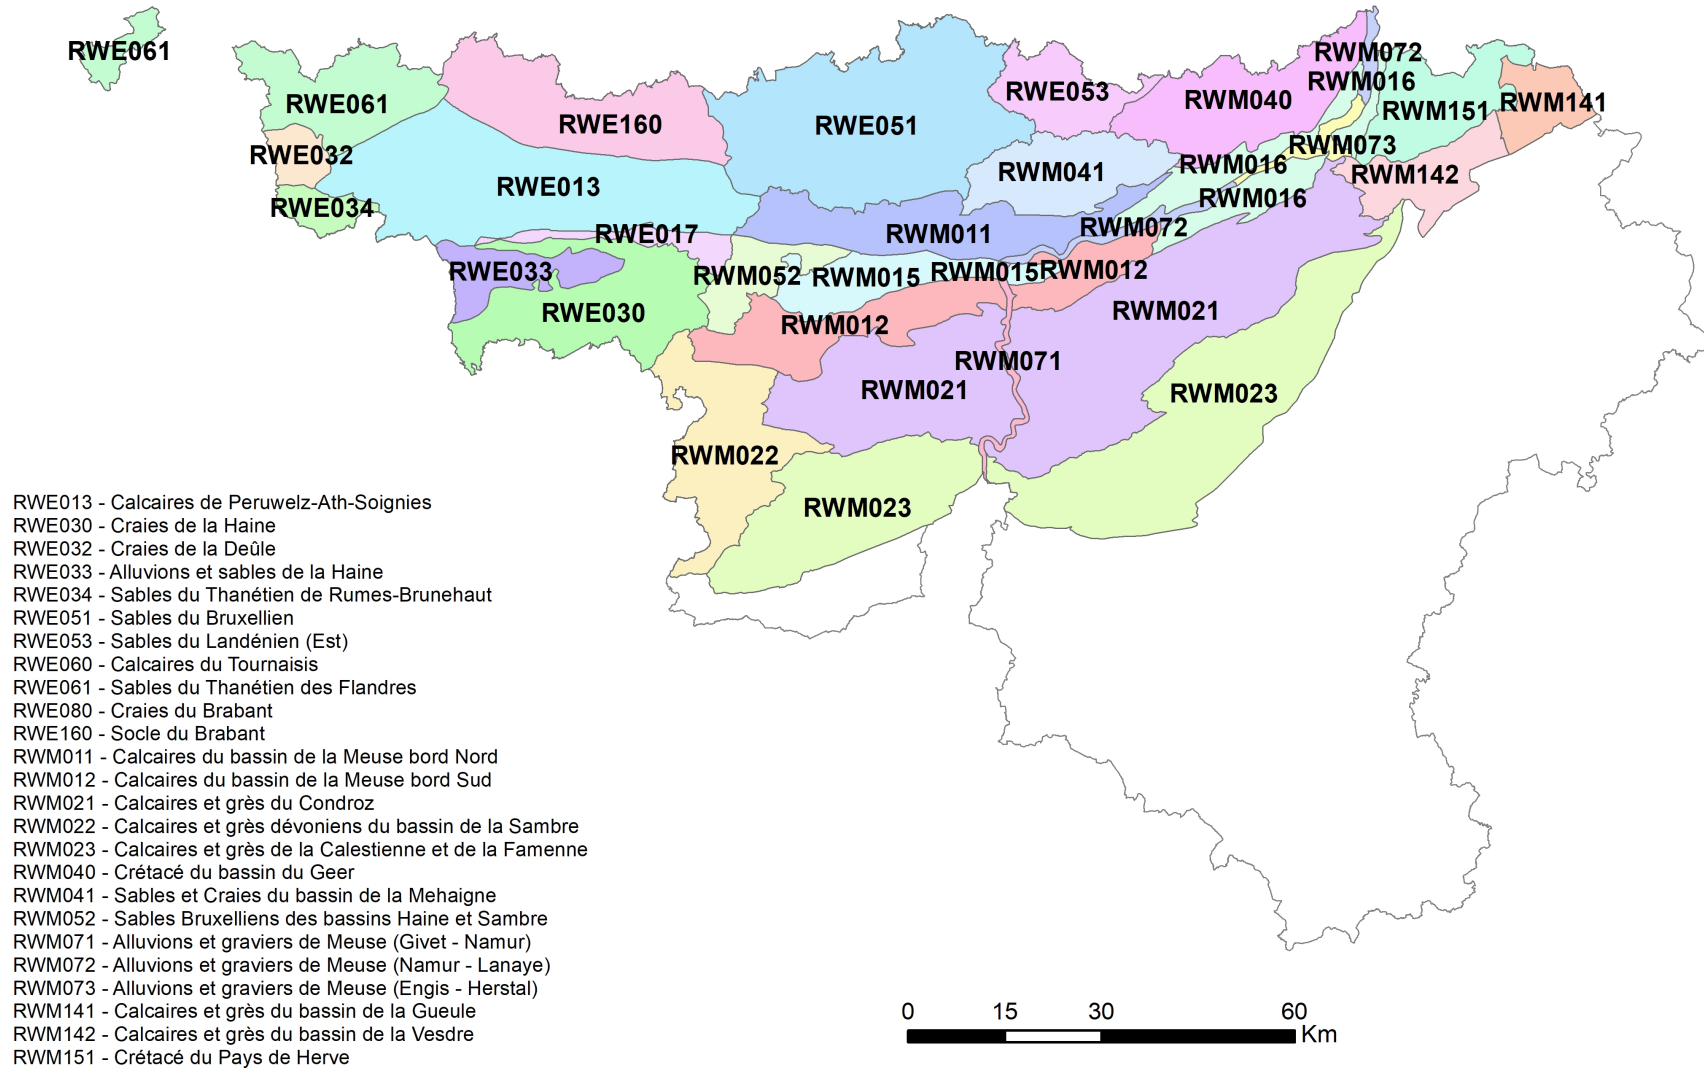 RWE061
RWM072
RWM016
RWE061
RWE160
RWE051
RWE053
RWM040
RWM151
RWM141
RWE032
RWE013
RWM041
RWM073
RWM016
RWM142
RWE034
RWM016
RWE017
RWM011
RWM072
RWE033
RWM052
RWM015
RWM015
RWM012
RWE030
RWM012
RWM021
RWM071
RWM021
RWM023
RWM022
RWM023
RWE013 - Calcaires de Peruwelz-Ath-Soignies
RWE030 - Craies de la Haine
RWE032 - Craies de la Deûle
RWE033 - Alluvions et sables de la Haine
RWE034 - Sables du Thanétien de Rumes-Brunehaut
RWE051 - Sables du Bruxellien
RWE053 - Sables du Landénien (Est)
RWE060 - Calcaires du Tournaisis
RWE061 - Sables du Thanétien des Flandres
RWE080 - Craies du Brabant
RWE160 - Socle du Brabant
RWM011 - Calcaires du bassin de la Meuse bord Nord
RWM012 - Calcaires du bassin de la Meuse bord Sud
RWM021 - Calcaires et grès du Condroz
RWM022 - Calcaires et grès dévoniens du bassin de la Sambre
RWM023 - Calcaires et grès de la Calestienne et de la Famenne
RWM040 - Crétacé du bassin du Geer
RWM041 - Sables et Craies du bassin de la Mehaigne
RWM052 - Sables Bruxelliens des bassins Haine et Sambre
RWM071 - Alluvions et graviers de Meuse (Givet - Namur)
RWM072 - Alluvions et graviers de Meuse (Namur - Lanaye)
RWM073 - Alluvions et graviers de Meuse (Engis - Herstal)
RWM141 - Calcaires et grès du bassin de la Gueule
RWM142 - Calcaires et grès du bassin de la Vesdre
RWM151 - Crétacé du Pays de Herve
0 15 30 60
Km